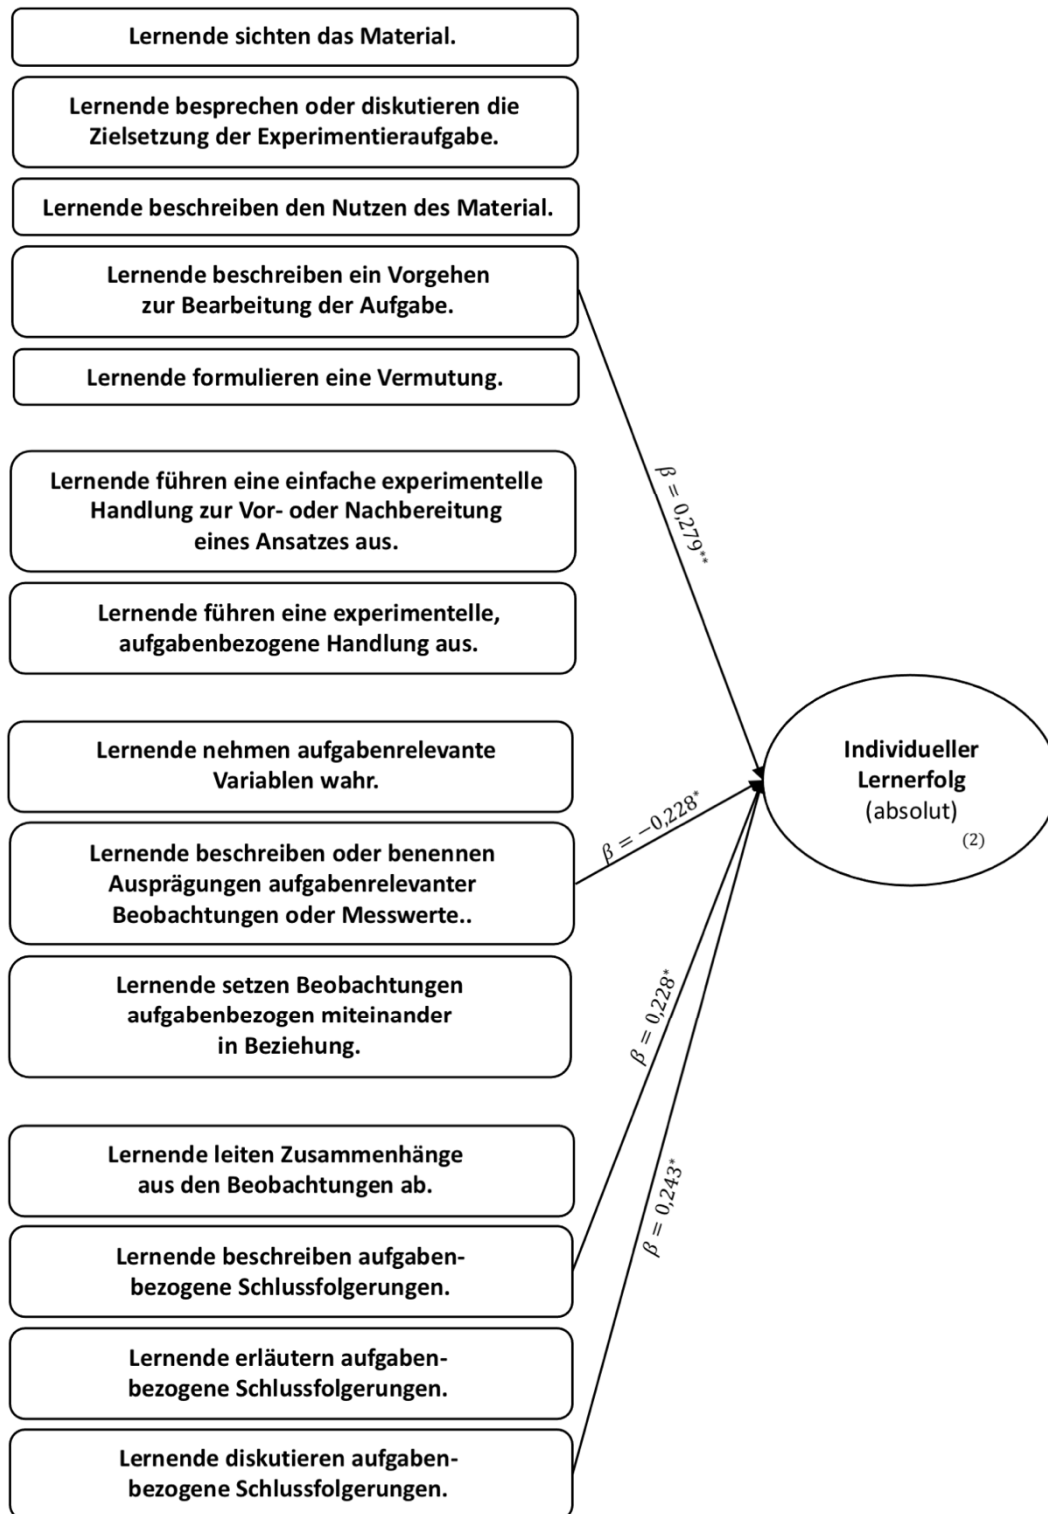 Lernende sichten das Material.
Lernende besprechen oder diskutieren die
Zielsetzung der Experimentieraufgabe.
Lernende beschreiben den Nutzen des Material.
Lernende beschreiben ein Vorgehen
zur Bearbeitung der Aufgabe.
Lernende formulieren eine Vermutung.
Lernende führen eine einfache experimentelle
Handlung zur Vor- oder Nachbereitung
eines Ansatzes aus.
Lernende führen eine experimentelle,
aufgabenbezogene Handlung aus.
Lernende nehmen aufgabenrelevante
Variablen wahr.
Lernende beschreiben oder benennen
Ausprägungen aufgabenrelevanter
Beobachtungen oder Messwerte..
Lernende setzen Beobachtungen
aufgabenbezogen miteinander
in Beziehung.
Lernende leiten Zusammenhänge
aus den Beobachtungen ab.
Lernende beschreiben aufgaben-
bezogene Schlussfolgerungen.
Lernende erläutern aufgaben-
bezogene Schlussfolgerungen.
Lernende diskutieren aufgaben-
bezogene Schlussfolgerungen.
β = 0,279**
β = −0,228*
β = 0,228*
β = 0,243*
Individueller
Lernerfolg
(absolut)
(2)